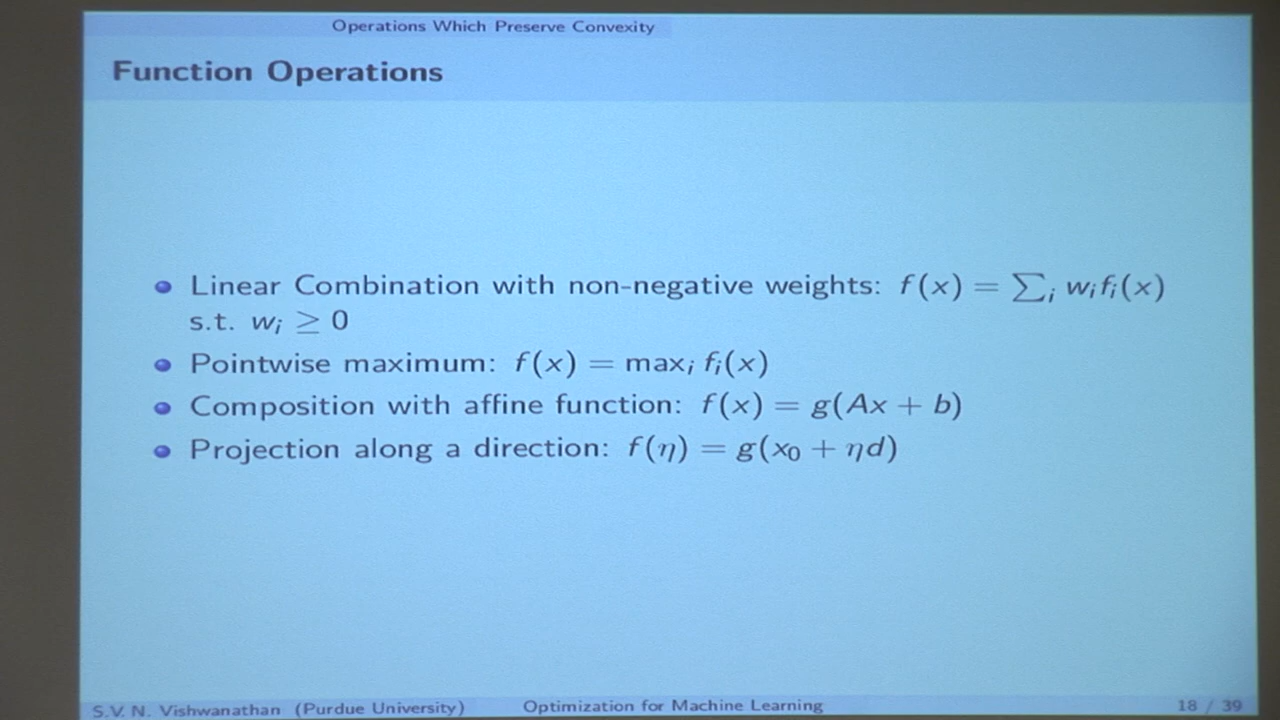 Operations Which Preserve Convexity
Function Operations
Linear Combination with non-negative weights: f(x) = ∑ᵢ wᵢfᵢ(x)
s.t. wᵢ ≥ 0
Pointwise maximum: f(x) = maxᵢ fᵢ(x)
Composition with affine function: f(x) = g(Ax + b)
Projection along a direction: f(η) = g(x₀ + ηd)
S.V. N. Vishwanathan (Purdue University) Optimization for Machine Learning 18 / 39